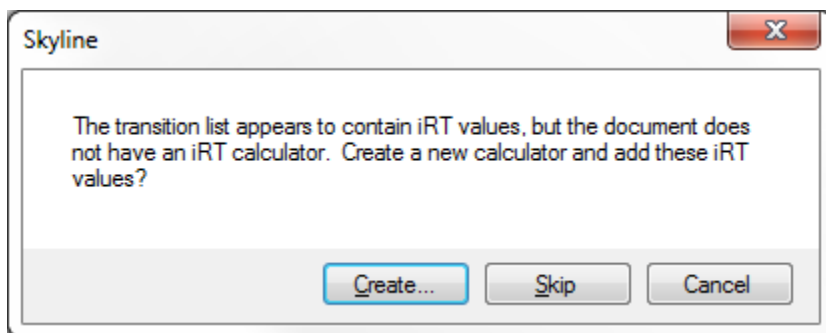 Skyline
The transition list appears to contain iRT values, but the document does
not have an iRT calculator.  Create a new calculator and add these iRT
values?
Create...
Skip
Cancel